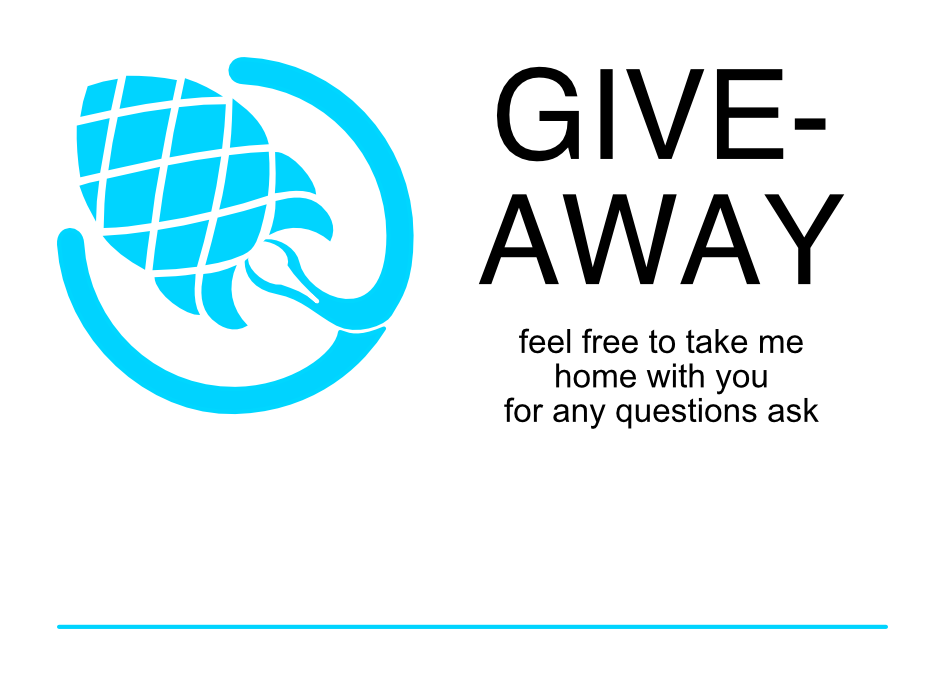 GIVE-
AWAY
feel free to take me
home with you
for any questions ask